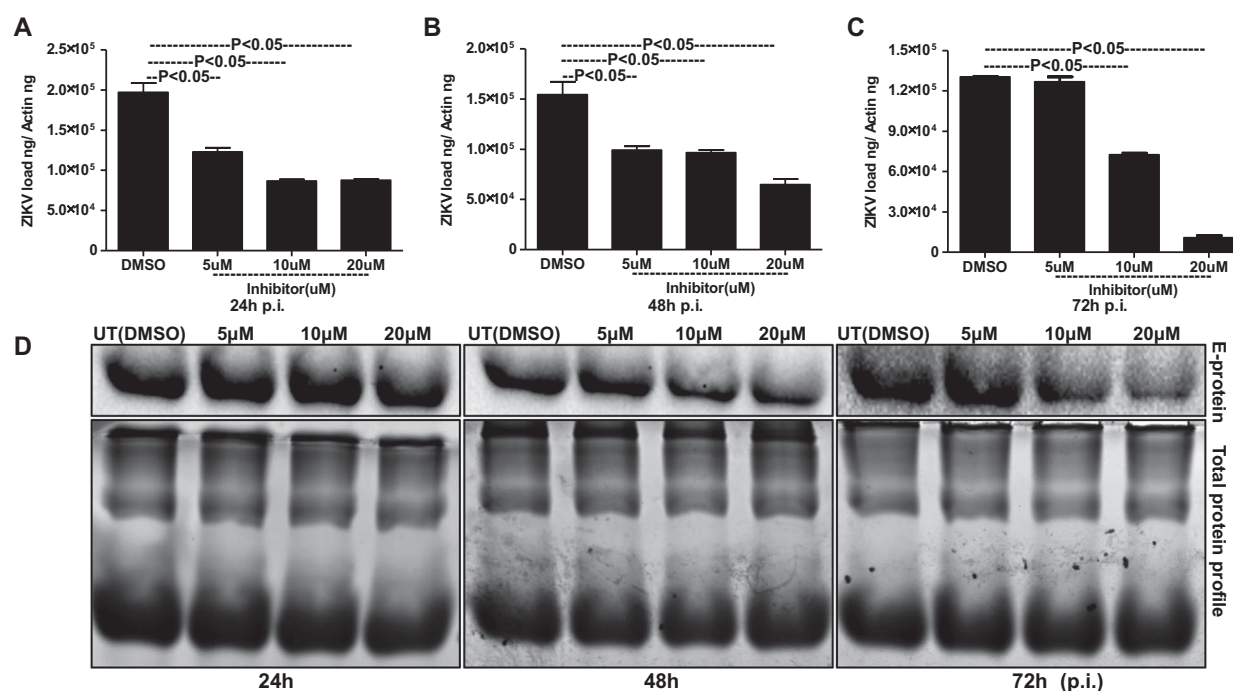 A
2.5×10⁵
2.0×10⁵
1.5×10⁵
1.0×10⁵
5.0×10⁴
0
ZIKV load ng/ Actin ng
P<0.05
P<0.05
P<0.05
DMSO 5uM 10uM 20uM
Inhibitor(uM)
24h p.i.
B
2.0×10⁵
1.5×10⁵
1.0×10⁵
5.0×10⁴
0
ZIKV load ng/ Actin ng
P<0.05
P<0.05
P<0.05
DMSO 5uM 10uM 20uM
Inhibitor(uM)
48h p.i.
C
1.5×10⁵
1.2×10⁵
9.0×10⁴
6.0×10⁴
3.0×10⁴
0
ZIKV load ng/ Actin ng
P<0.05
P<0.05
DMSO 5uM 10uM 20uM
Inhibitor(uM)
72h p.i.
D
UT(DMSO) 5µM 10µM 20µM
UT(DMSO) 5µM 10µM 20µM
UT(DMSO) 5µM 10µM 20µM
E-protein
Total protein profile
24h 48h 72h (p.i.)